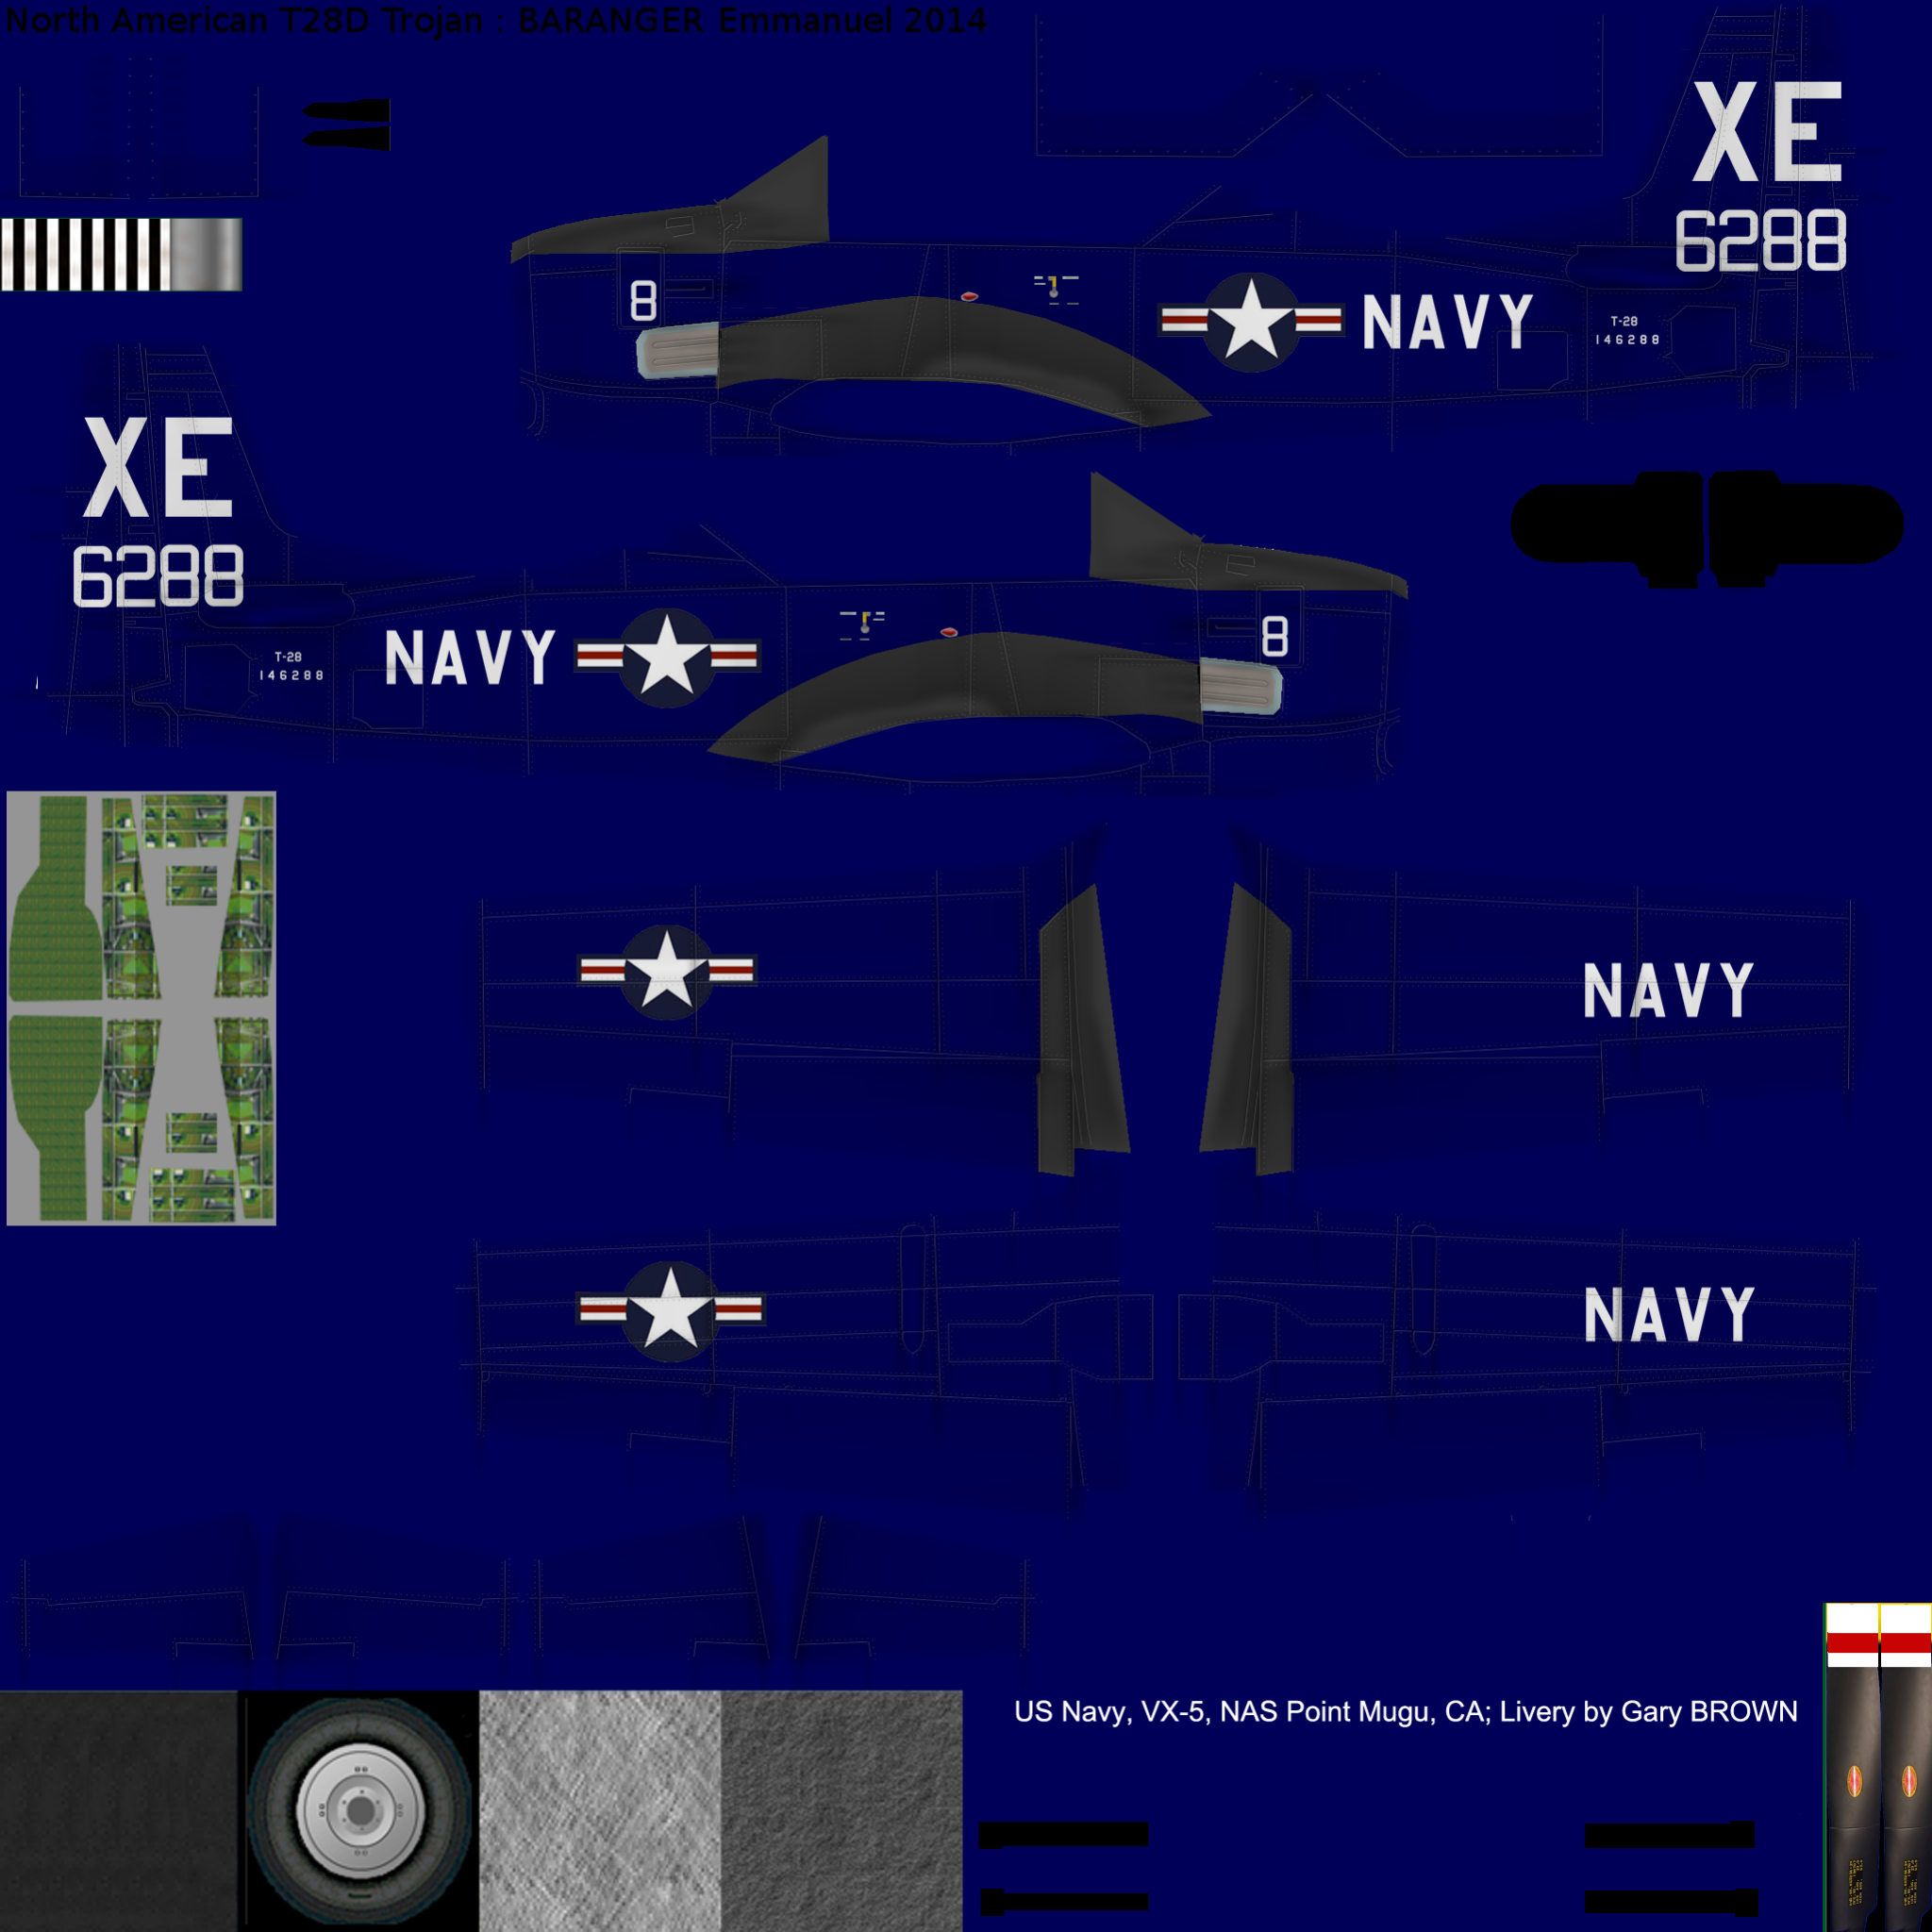 North American T28D Trojan : BARANGER Emmanuel 2014
XE
6288
8
NAVY
T-28
146288
XE
6288
8
NAVY
T-28
146288
NAVY
NAVY
US Navy, VX-5, NAS Point Mugu, CA; Livery by Gary BROWN